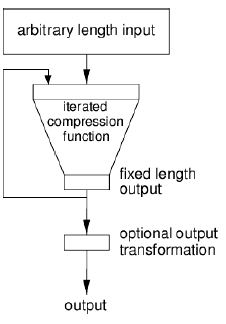 arbitrary length input
iterated
compression
function
fixed length
output
optional output
transformation
output